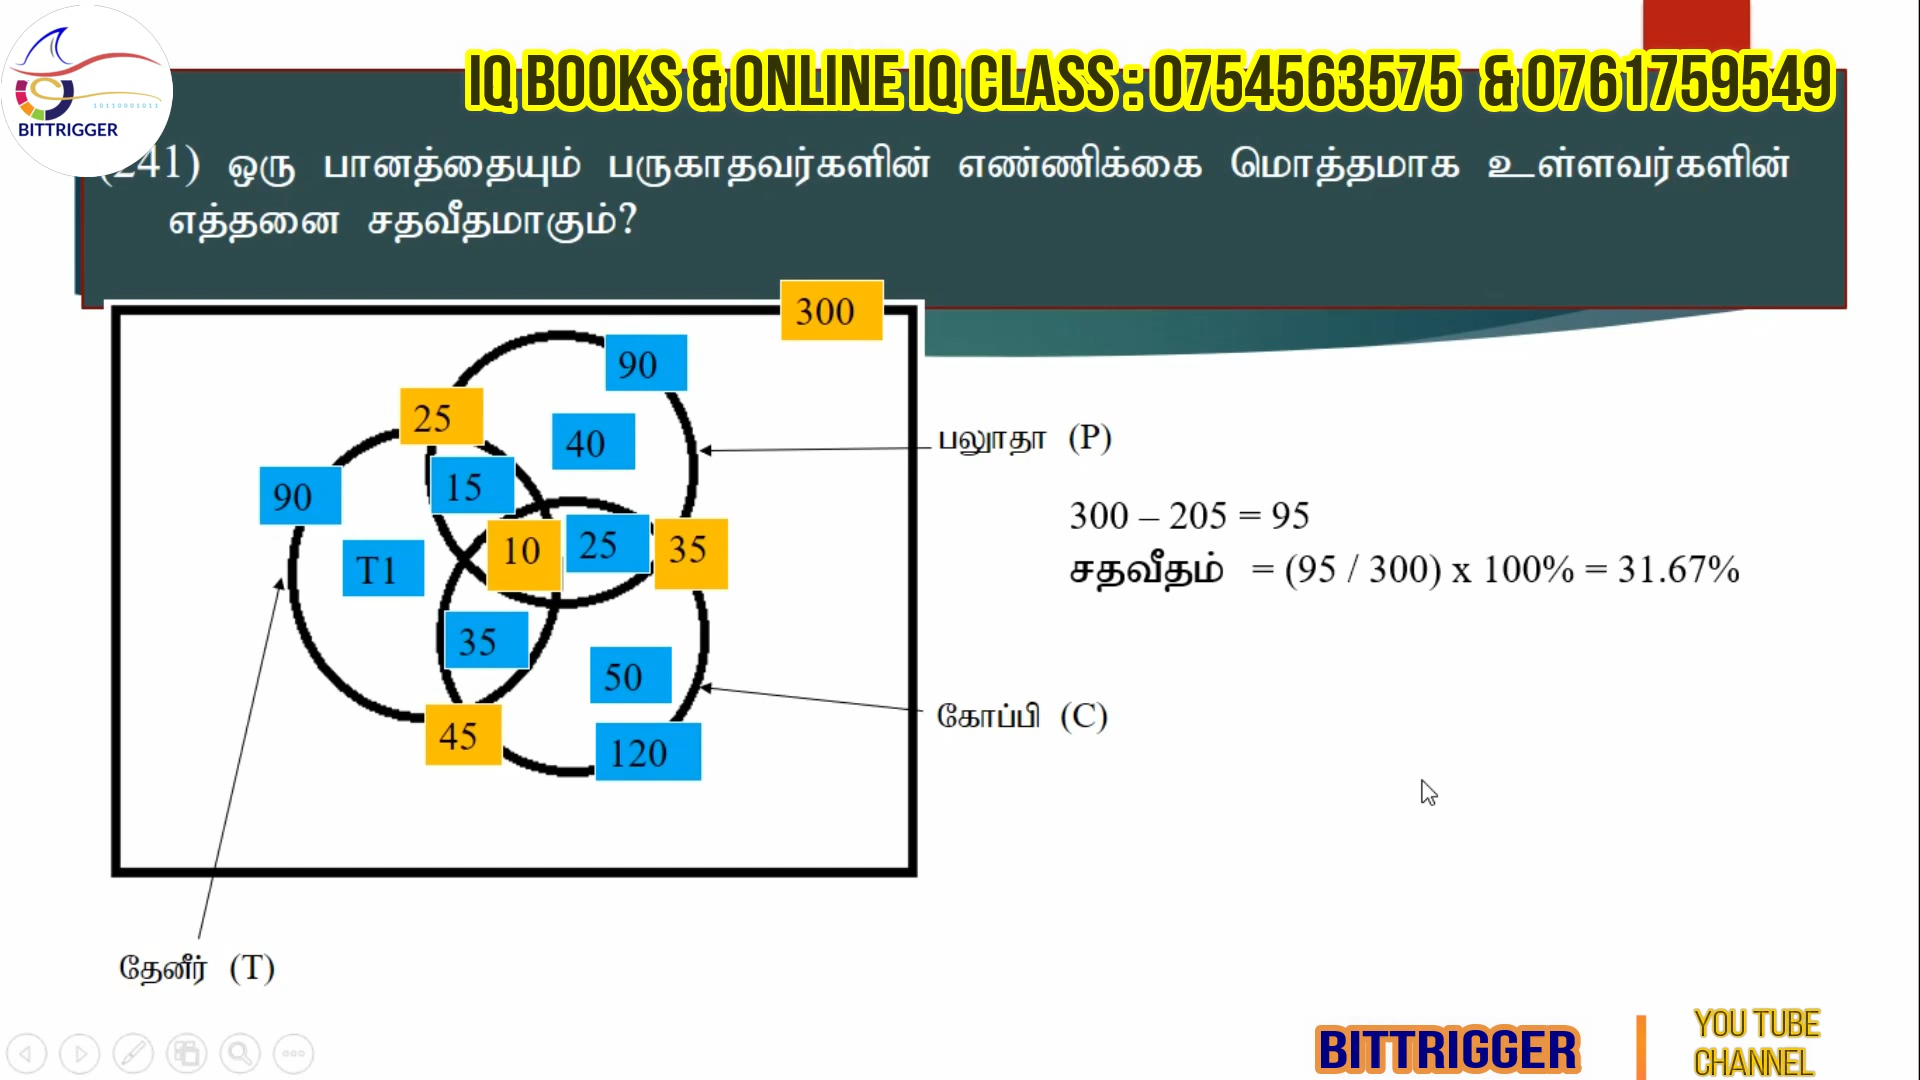 IQ BOOKS & ONLINE IQ CLASS : 0754563575 & 0761759549
10110001011
BITTRIGGER
(241) ஒரு பானத்தையும் பருகாதவர்களின் எண்ணிக்கை மொத்தமாக உள்ளவர்களின்
எத்தனை சதவீதமாகும்?
300
90
25
40
பலூதா (P)
90
15
300 – 205 = 95
10
25
35
T1
சதவீதம் = (95 / 300) x 100% = 31.67%
35
50
கோப்பி (C)
45
120
தேனீர் (T)
BITTRIGGER
YOU TUBE
CHANNEL